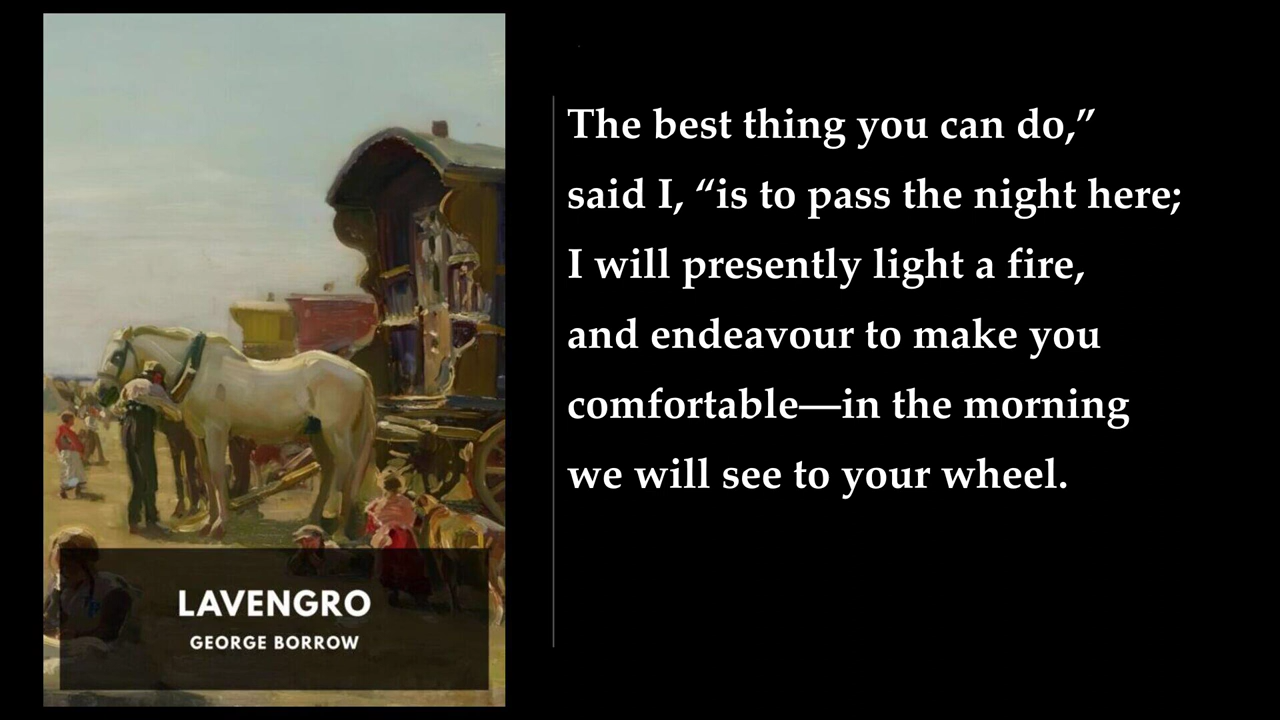 The best thing you can do,”
said I, “is to pass the night here;
I will presently light a fire,
and endeavour to make you
comfortable—in the morning
we will see to your wheel.
LAVENGRO
GEORGE BORROW